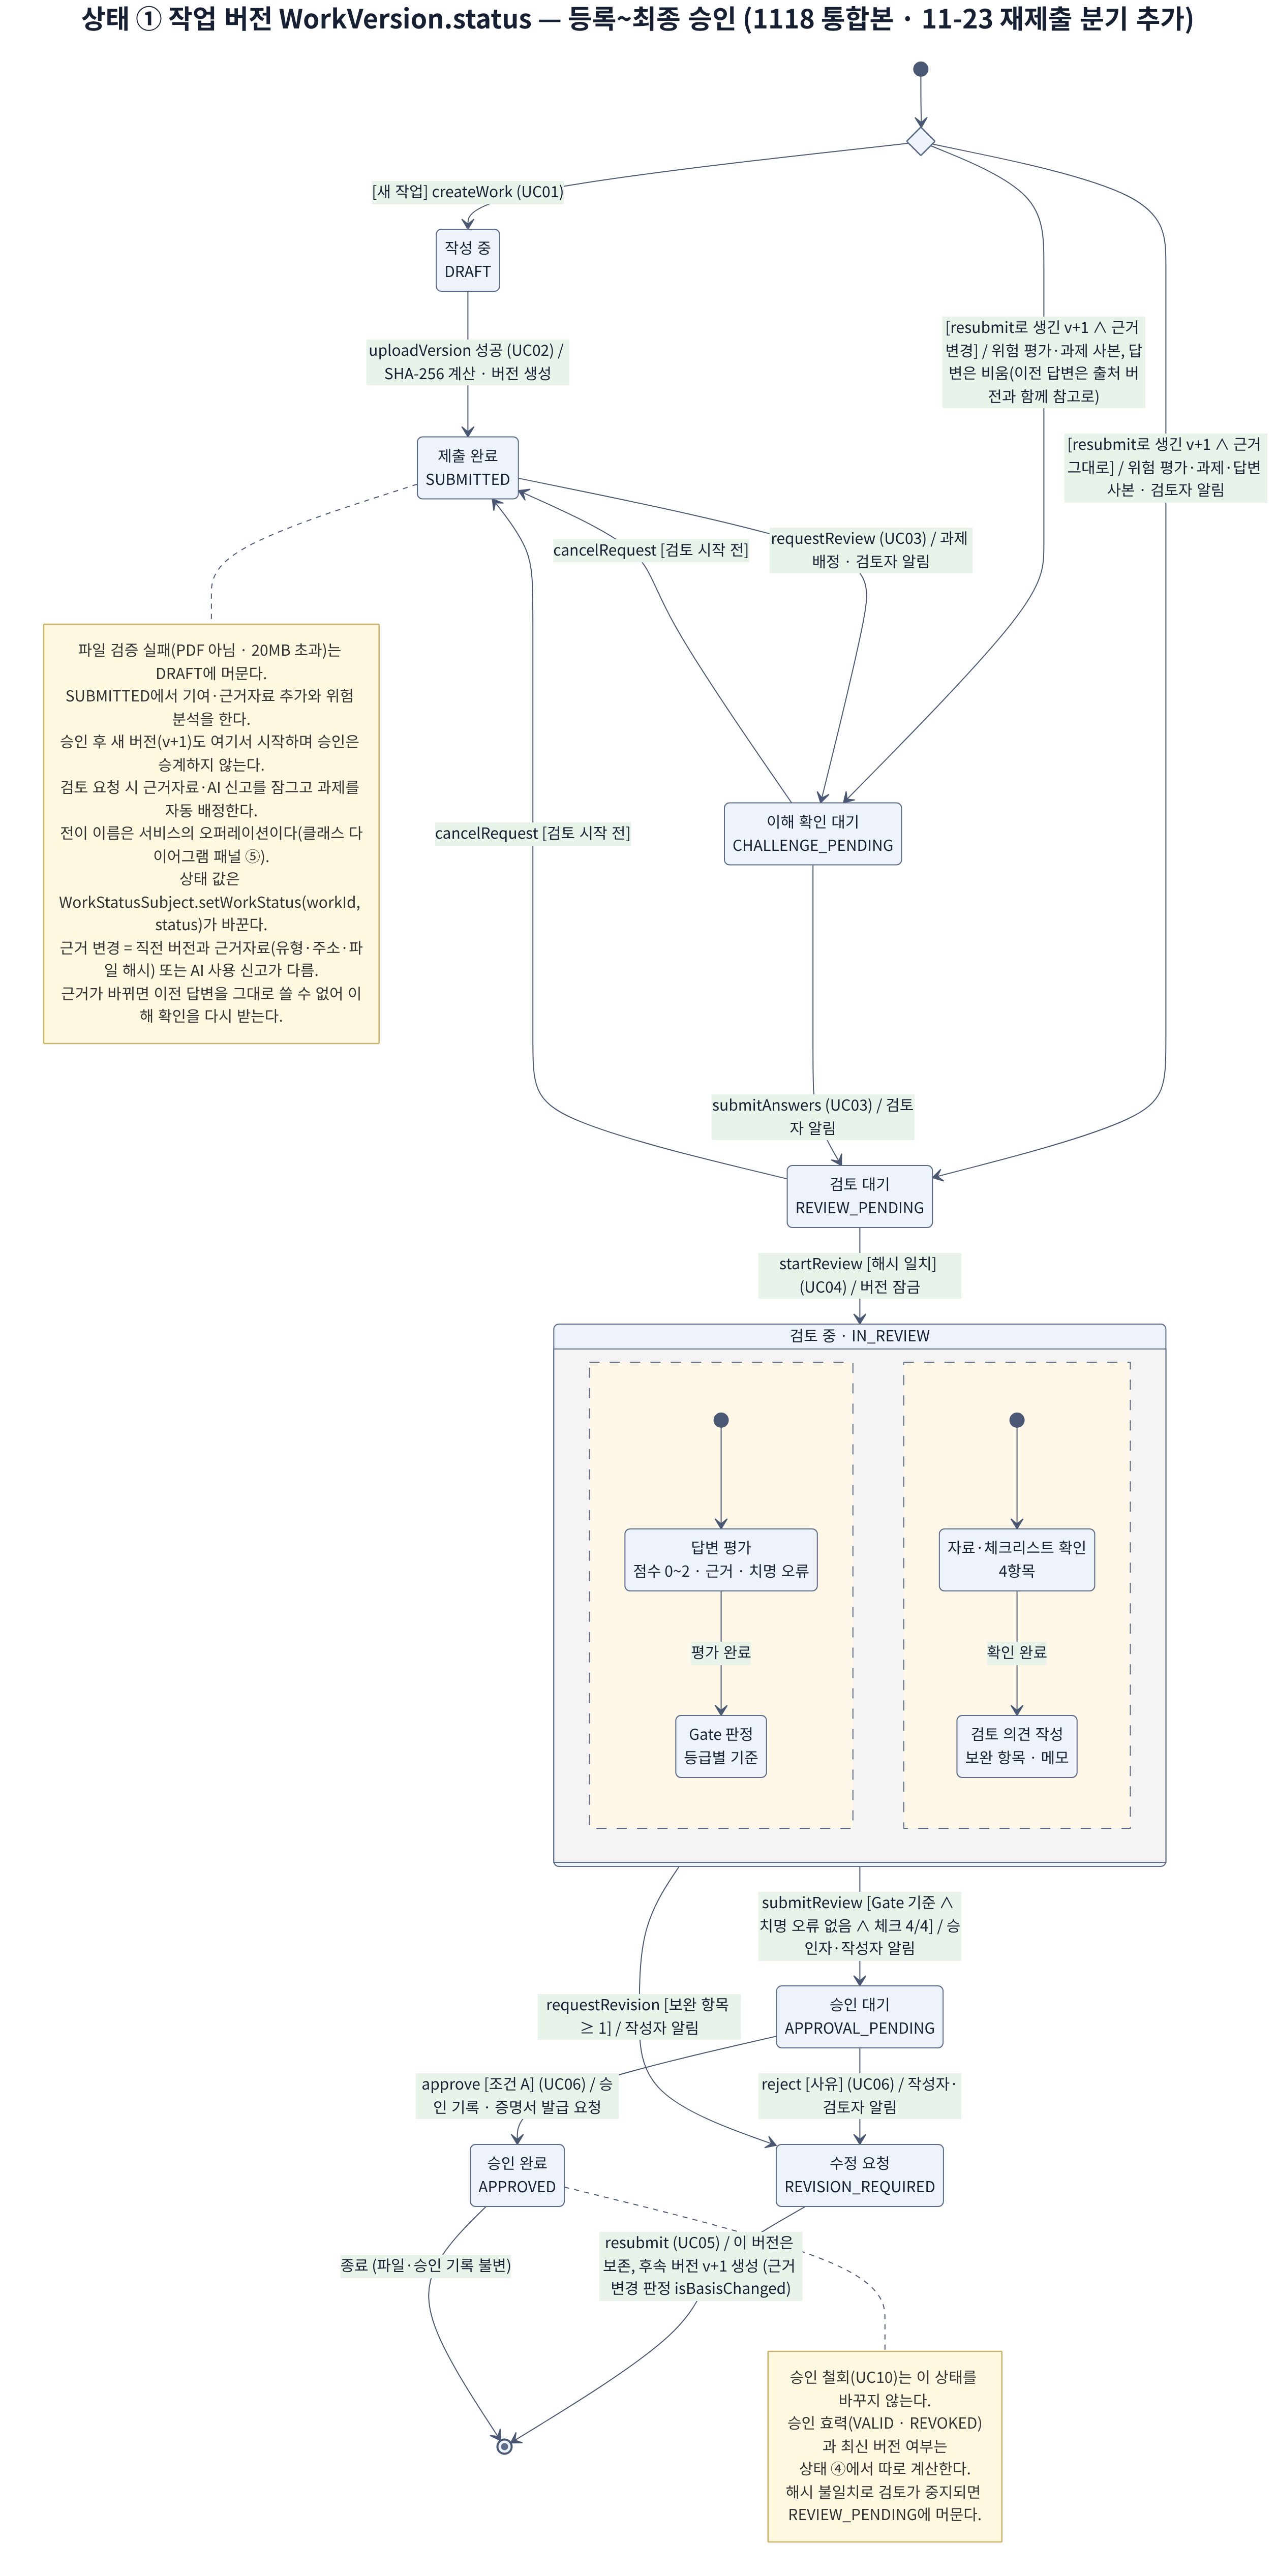 상태 ① 작업 버전 WorkVersion.status — 등록~최종 승인 (1118 통합본 · 11-23 재제출 분기 추가)
[새 작업] createWork (UC01)
작성 중
DRAFT
[resubmit로 생긴 v+1 ∧ 근거
변경] / 위험 평가·과제 사본, 답
변은 비움(이전 답변은 출처 버
전과 함께 참고로)
uploadVersion 성공 (UC02) /
SHA-256 계산 · 버전 생성
[resubmit로 생긴 v+1 ∧ 근거
그대로] / 위험 평가·과제·답변
사본 · 검토자 알림
제출 완료
SUBMITTED
cancelRequest [검토 시작 전]
requestReview (UC03) / 과제
배정 · 검토자 알림
파일 검증 실패(PDF 아님 · 20MB 초과)는
DRAFT에 머문다.
SUBMITTED에서 기여·근거자료 추가와 위험
분석을 한다.
승인 후 새 버전(v+1)도 여기서 시작하며 승인은
승계하지 않는다.
검토 요청 시 근거자료·AI 신고를 잠그고 과제를
자동 배정한다.
전이 이름은 서비스의 오퍼레이션이다(클래스 다
이어그램 패널 ⑤).
상태 값은
WorkStatusSubject.setWorkStatus(workId,
status)가 바꾼다.
근거 변경 = 직전 버전과 근거자료(유형·주소·파
일 해시) 또는 AI 사용 신고가 다름.
근거가 바뀌면 이전 답변을 그대로 쓸 수 없어 이
해 확인을 다시 받는다.
cancelRequest [검토 시작 전]
이해 확인 대기
CHALLENGE_PENDING
submitAnswers (UC03) / 검토
자 알림
검토 대기
REVIEW_PENDING
startReview [해시 일치]
(UC04) / 버전 잠금
검토 중 · IN_REVIEW
답변 평가
점수 0~2 · 근거 · 치명 오류
자료·체크리스트 확인
4항목
평가 완료
확인 완료
Gate 판정
등급별 기준
검토 의견 작성
보완 항목 · 메모
submitReview [Gate 기준 ∧
치명 오류 없음 ∧ 체크 4/4] / 승
인자·작성자 알림
requestRevision [보완 항목
≥ 1] / 작성자 알림
승인 대기
APPROVAL_PENDING
approve [조건 A] (UC06) / 승
인 기록 · 증명서 발급 요청
reject [사유] (UC06) / 작성자·
검토자 알림
승인 완료
APPROVED
수정 요청
REVISION_REQUIRED
종료 (파일·승인 기록 불변)
resubmit (UC05) / 이 버전은
보존, 후속 버전 v+1 생성 (근거
변경 판정 isBasisChanged)
승인 철회(UC10)는 이 상태를
바꾸지 않는다.
승인 효력(VALID · REVOKED)
과 최신 버전 여부는
상태 ④에서 따로 계산한다.
해시 불일치로 검토가 중지되면
REVIEW_PENDING에 머문다.